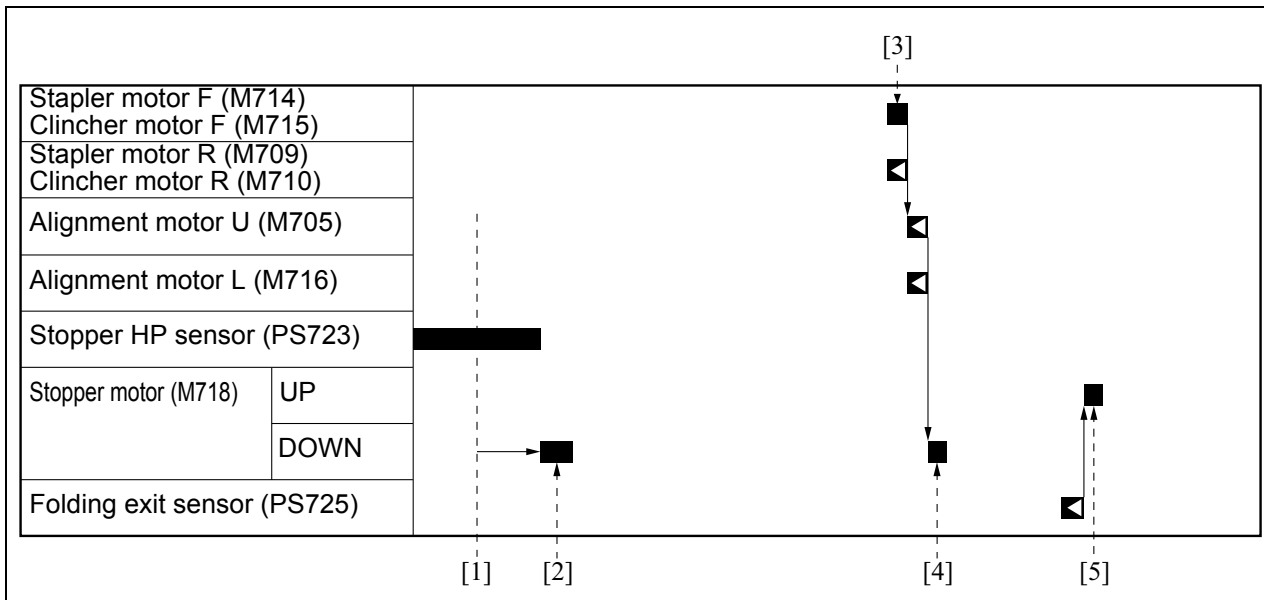 [3]
Stapler motor F (M714)
Clincher motor F (M715)
Stapler motor R (M709)
Clincher motor R (M710)
Alignment motor U (M705)
Alignment motor L (M716)
Stopper HP sensor (PS723)
Stopper motor (M718) UP
DOWN
Folding exit sensor (PS725)
[1] [2] [4] [5]